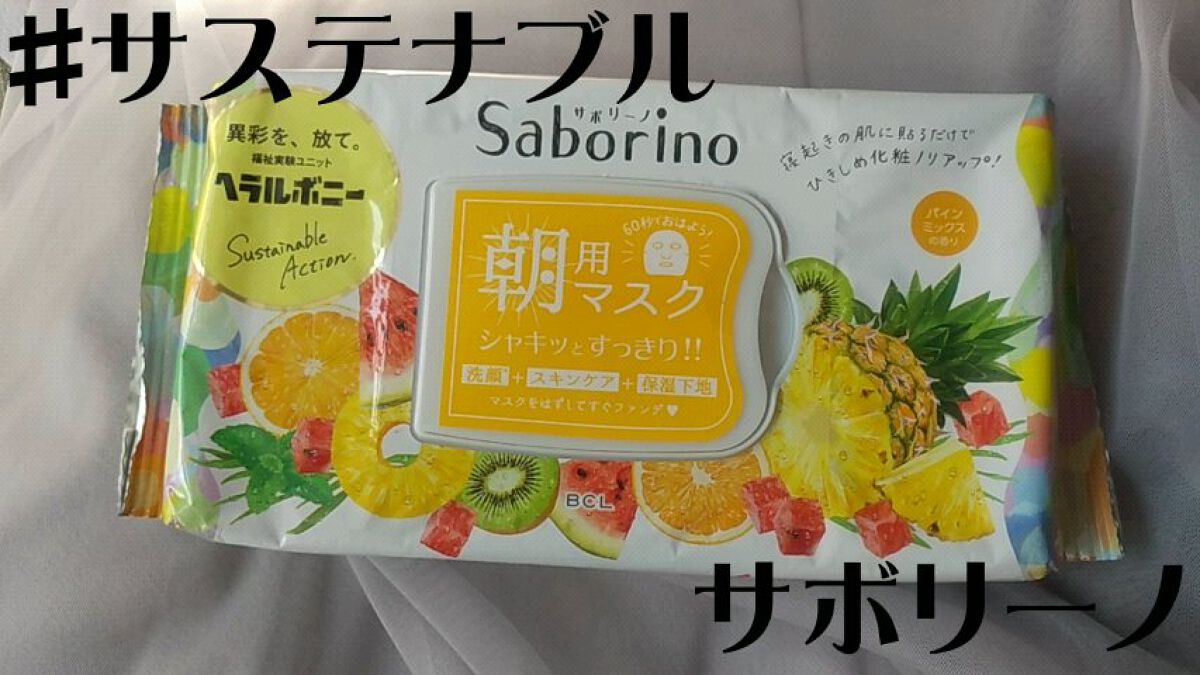 #サステナブル
サボリーノ
Saborino
異彩を、放て。
福祉実験ユニット
ヘラルボニー
Sustainable
Action.
寝起きの肌に貼るだけで
ひきしめ化粧ノリアップ!
パイン
ミックス
の香り
60秒でおはよう!
朝用
マスク
シャキッとすっきり!!
洗顔+スキンケア+保湿下地
マスクをはずしてすぐファンデ♥
BCL
サボリーノ